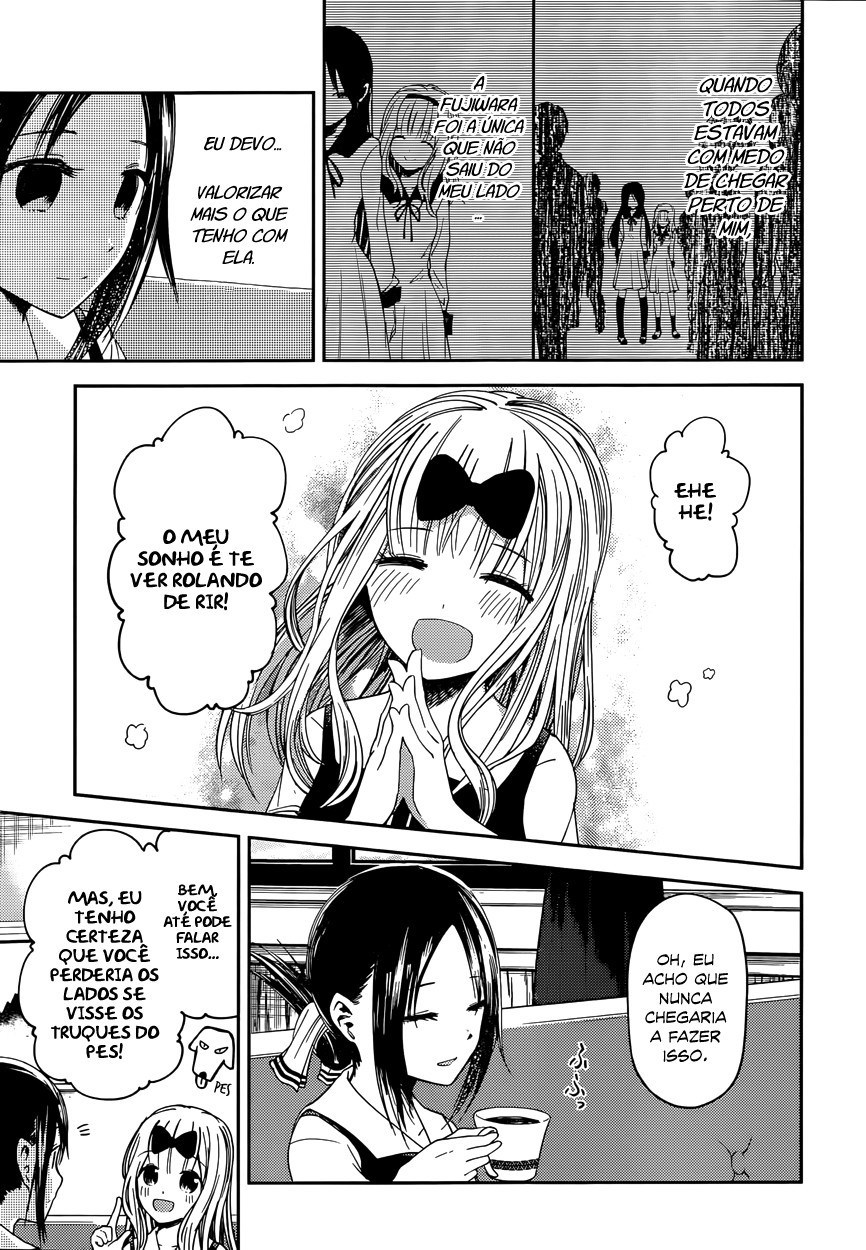 QUANDO
TODOS
ESTAVAM
COM MEDO
DE CHEGAR
PERTO DE
MIM,
A
FUJIWARA
FOI A ÚNICA
QUE NÃO
SAIU DO
MEU LADO
...
EU DEVO...
VALORIZAR
MAIS O QUE
TENHO COM
ELA.
EHE
HE!
O MEU
SONHO É TE
VER ROLANDO
DE RIR!
OH, EU
ACHO QUE
NUNCA
CHEGARIA
A FAZER
ISSO.
ふふっ
BEM,
VOCÊ
ATÉ PODE
FALAR
ISSO...
MAS, EU
TENHO
CERTEZA
QUE VOCÊ
PERDERIA OS
LADOS SE
VISSE OS
TRUQUES DO
PES!
PES